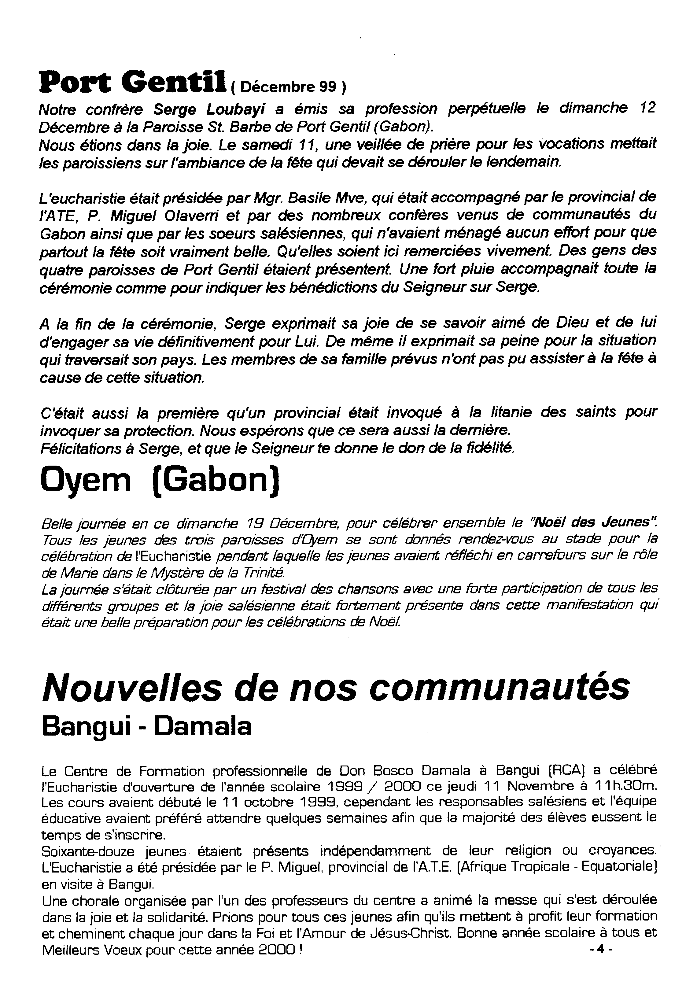 Port Gentil ( Décembre 99 )
Notre confrère Serge Loubayi a émis sa profession perpétuelle le dimanche 12
Décembre à la Paroisse St. Barbe de Port Gentil (Gabon).
Nous étions dans la joie. Le samedi 11, une veillée de prière pour les vocations mettait
les paroissiens sur l'ambiance de la fête qui devait se dérouler le lendemain.
L'eucharistie était présidée par Mgr. Basile Mve, qui était accompagné par le provincial de
l'ATE, P. Miguel Olaverri et par des nombreux confères venus de communautés du
Gabon ainsi que par les soeurs salésiennes, qui n'avaient ménagé aucun effort pour que
partout la fête soit vraiment belle. Qu'elles soient ici remerciées vivement. Des gens des
quatre paroisses de Port Gentil étaient présentent. Une fort pluie accompagnait toute la
cérémonie comme pour indiquer les bénédictions du Seigneur sur Serge.
A la fin de la cérémonie, Serge exprimait sa joie de se savoir aimé de Dieu et de lui
d'engager sa vie définitivement pour Lui. De même il exprimait sa peine pour la situation
qui traversait son pays. Les membres de sa famille prévus n'ont pas pu assister à la fête à
cause de cette situation.
C'était aussi la première qu'un provincial était invoqué à la litanie des saints pour
invoquer sa protection. Nous espérons que ce sera aussi la dernière.
Félicitations à Serge, et que le Seigneur te donne le don de la fidélité.
Oyem (Gabon)
Belle journée en ce dimanche 19 Décembre, pour célébrer ensemble le "Noël des Jeunes".
Tous les jeunes des trois paroisses d'Oyem se sont donnés rendez-vous au stade pour la
célébration de l'Eucharistie pendant laquelle les jeunes avaient réfléchi en carrefours sur le rôle
de Marie dans le Mystère de la Trinité.
La journée s'était clôturée par un festival des chansons avec une forte participation de tous les
différents groupes et la joie salésienne était fortement présente dans cette manifestation qui
était une belle préparation pour les célébrations de Noël.
Nouvelles de nos communautés
Bangui - Damala
Le Centre de Formation professionnelle de Don Bosco Damala à Bangui (RCA) a célébré
l'Eucharistie d'ouverture de l'année scolaire 1999 / 2000 ce jeudi 11 Novembre à 11h.30m.
Les cours avaient débuté le 11 octobre 1999, cependant les responsables salésiens et l'équipe
éducative avaient préféré attendre quelques semaines afin que la majorité des élèves eussent le
temps de s'inscrire.
Soixante-douze jeunes étaient présents indépendamment de leur religion ou croyances.
L'Eucharistie a été présidée par le P. Miguel, provincial de l'A.T.E. (Afrique Tropicale - Equatoriale)
en visite à Bangui.
Une chorale organisée par l'un des professeurs du centre a animé la messe qui s'est déroulée
dans la joie et la solidarité. Prions pour tous ces jeunes afin qu'ils mettent à profit leur formation
et cheminent chaque jour dans la Foi et l'Amour de Jésus-Christ. Bonne année scolaire à tous et
Meilleurs Voeux pour cette année 2000 !
- 4 -